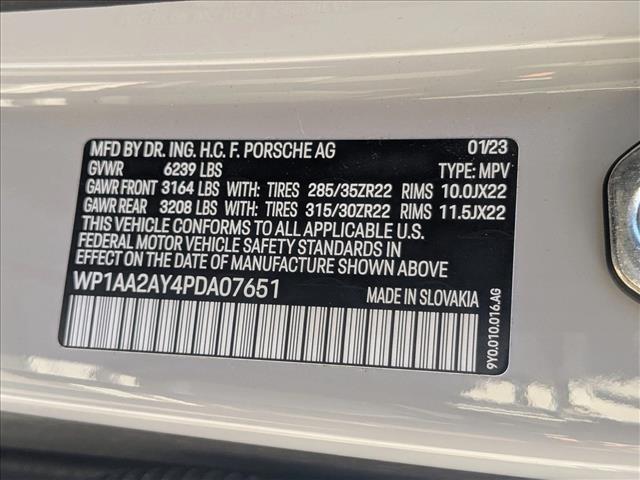 MFD BY DR. ING. H.C. F. PORSCHE AG 01/23
GVWR 6239 LBS TYPE: MPV
GAWR FRONT 3164 LBS WITH: TIRES 285/35ZR22 RIMS 10.0JX22
GAWR REAR 3208 LBS WITH: TIRES 315/30ZR22 RIMS 11.5JX22
THIS VEHICLE CONFORMS TO ALL APPLICABLE U.S.
FEDERAL MOTOR VEHICLE SAFETY STANDARDS IN
EFFECT ON THE DATE OF MANUFACTURE SHOWN ABOVE.
WP1AA2AY4PDA07651 MADE IN SLOVAKIA
9Y0.010.016.AG